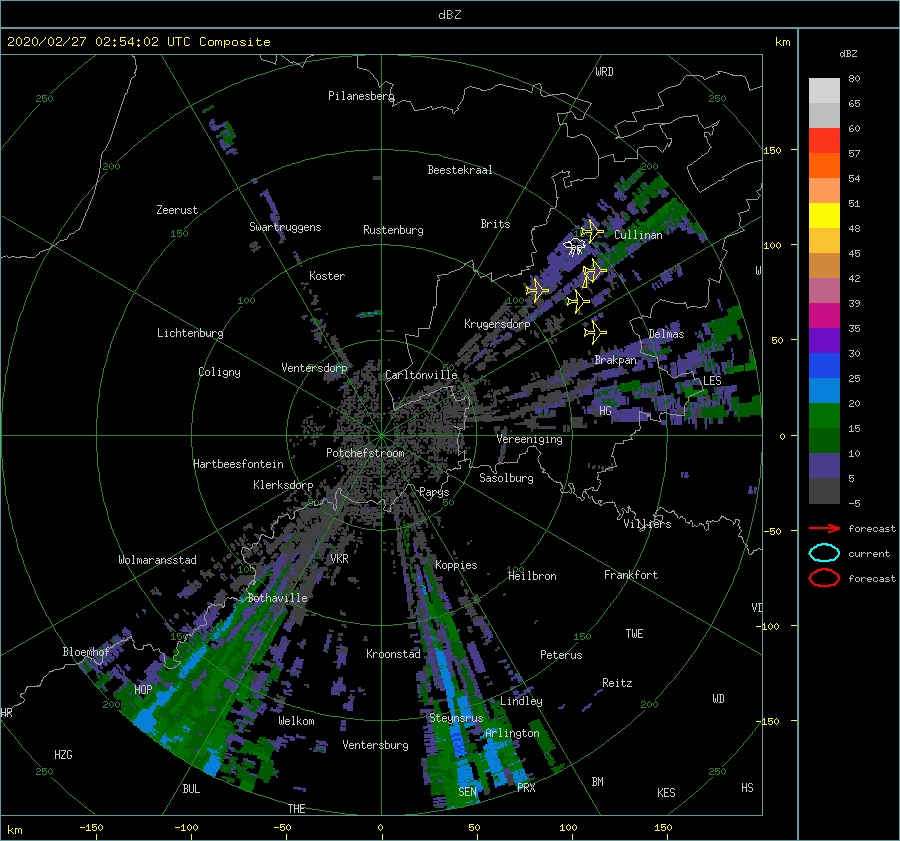 dBZ
2020/02/27 02:54:02 UTC Composite
km
dBZ
WRD
250
250
Pilanesberg
80
65
60
57
54
51
48
45
42
39
35
30
25
20
15
10
5
-5
150
200
200
Beestekraal
Zeerust
150
Swartruggens
Rustenburg
Brits
Cullinan
100
W
Koster
100
100
Lichtenburg
Krugersdorp
Delmas
50
Brakpan
Coligny
Ventersdorp
Carltonville
LES
HG
Vereeniging
0
Potchefstroom
Hartbeesfontein
Klerksdorp
Sasolburg
Parys
50
50
Villiers
-50
forecast
current
forecast
Wolmaransstad
VKR
Koppies
100
100
Heilbron
Frankfort
Bothaville
VD
-100
150
150
TWE
Bloemhof
Kroonstad
Peterus
HOP
Reitz
WD
200
200
Lindley
HR
Welkom
Steynsrus
-150
Arlington
Ventersburg
HZG
250
250
BUL
SEN
PRX
BM
KES
HS
THE
km
-150
-100
-50
0
50
100
150